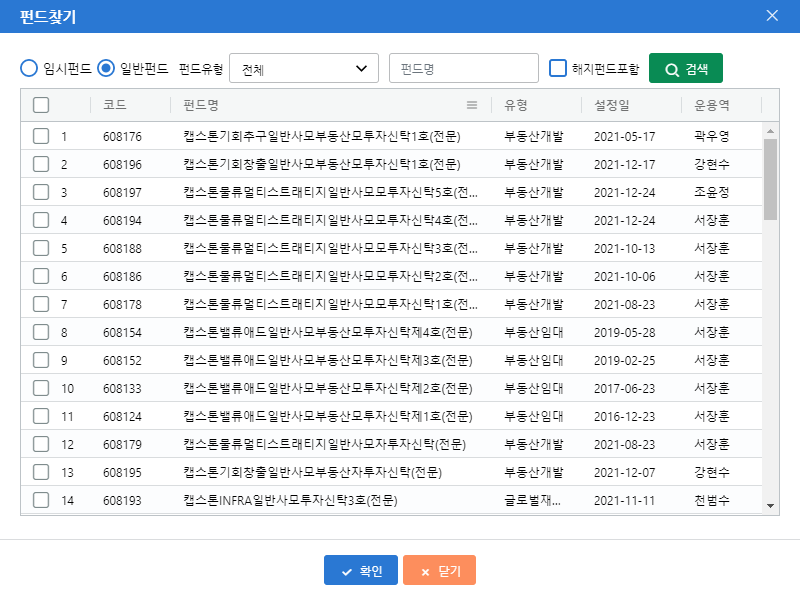 펀드찾기
임시펀드 일반펀드 펀드유형 전체 펀드명 해지펀드포함 검색
코드 펀드명 유형 설정일 운용역
1 608176 캡스톤기회추구일반사모부동산모투자신탁1호(전문) 부동산개발 2021-05-17 곽우영
2 608196 캡스톤기회창출일반사모부동산모투자신탁1호(전문) 부동산개발 2021-12-17 강현수
3 608197 캡스톤물류멀티스트래티지일반사모모투자신탁5호(전... 부동산개발 2021-12-24 조윤정
4 608194 캡스톤물류멀티스트래티지일반사모모투자신탁4호(전... 부동산개발 2021-12-24 서장훈
5 608188 캡스톤물류멀티스트래티지일반사모모투자신탁3호(전... 부동산개발 2021-10-13 서장훈
6 608186 캡스톤물류멀티스트래티지일반사모모투자신탁2호(전... 부동산개발 2021-10-06 서장훈
7 608178 캡스톤물류멀티스트래티지일반사모모투자신탁1호(전... 부동산개발 2021-08-23 서장훈
8 608154 캡스톤밸류애드일반사모부동산모투자신탁제4호(전문) 부동산임대 2019-05-28 서장훈
9 608152 캡스톤밸류애드일반사모부동산모투자신탁제3호(전문) 부동산임대 2019-02-25 서장훈
10 608133 캡스톤밸류애드일반사모부동산모투자신탁제2호(전문) 부동산임대 2017-06-23 서장훈
11 608124 캡스톤밸류애드일반사모부동산모투자신탁제1호(전문) 부동산임대 2016-12-23 서장훈
12 608179 캡스톤물류멀티스트래티지일반사모자투자신탁(전문) 부동산개발 2021-08-23 서장훈
13 608195 캡스톤기회창출일반사모부동산자투자신탁(전문) 부동산개발 2021-12-07 강현수
14 608193 캡스톤INFRA일반사모투자신탁3호(전문) 글로벌재... 2021-11-11 천범수
확인 닫기